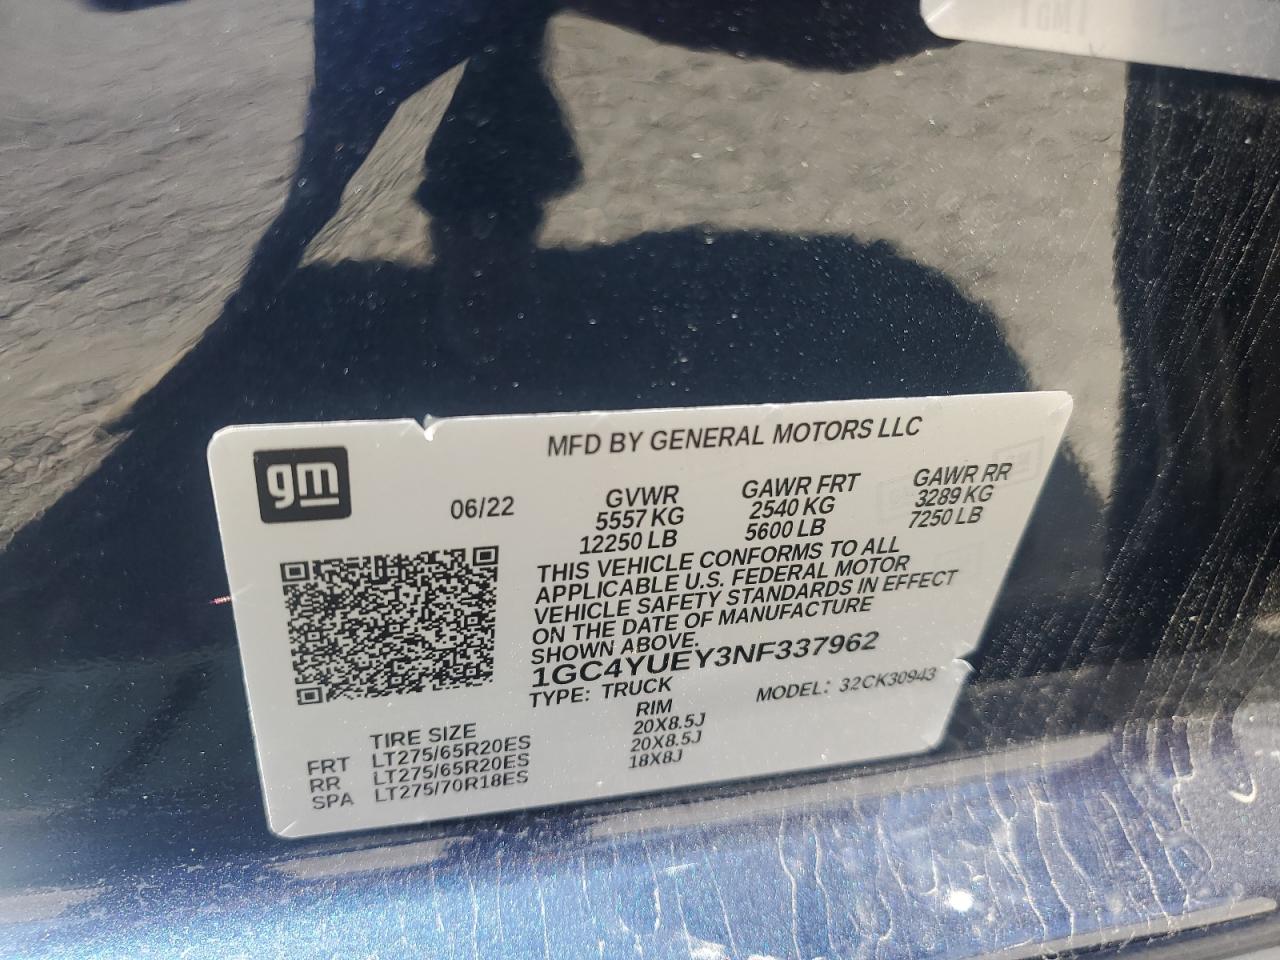 GM
MFD BY GENERAL MOTORS LLC
gm
06/22
GVWR GAWR FRT GAWR RR
5557 KG 2540 KG 3289 KG
12250 LB 5600 LB 7250 LB
THIS VEHICLE CONFORMS TO ALL
APPLICABLE U.S. FEDERAL MOTOR
VEHICLE SAFETY STANDARDS IN EFFECT
ON THE DATE OF MANUFACTURE
SHOWN ABOVE.
1GC4YUEY3NF337962
TYPE: TRUCK MODEL: 32CK30943
TIRE SIZE RIM
FRT LT275/65R20ES 20X8.5J
RR LT275/65R20ES 20X8.5J
SPA LT275/70R18ES 18X8J